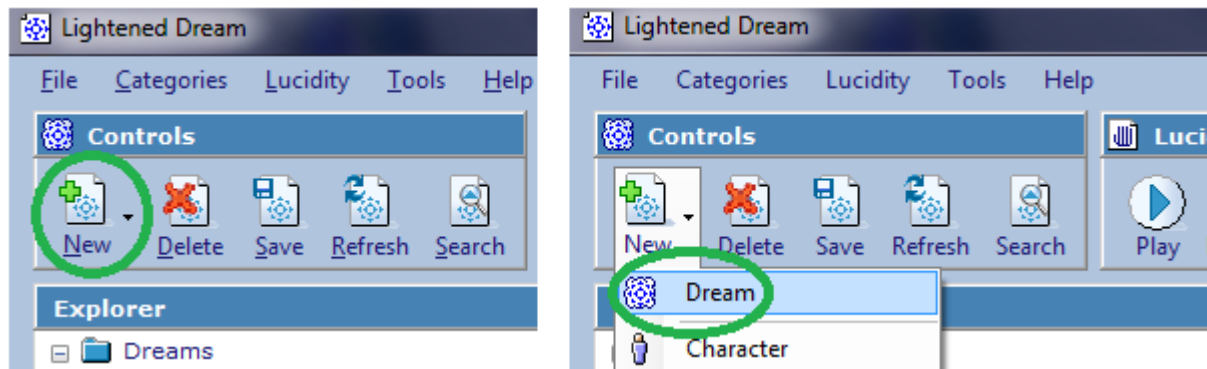 Lightened Dream
File Categories Lucidity Tools Help
Controls
New Delete Save Refresh Search
Explorer
Dreams
Lightened Dream
File Categories Lucidity Tools Help
Controls
Luci
New Delete Save Refresh Search Play
Dream
Character